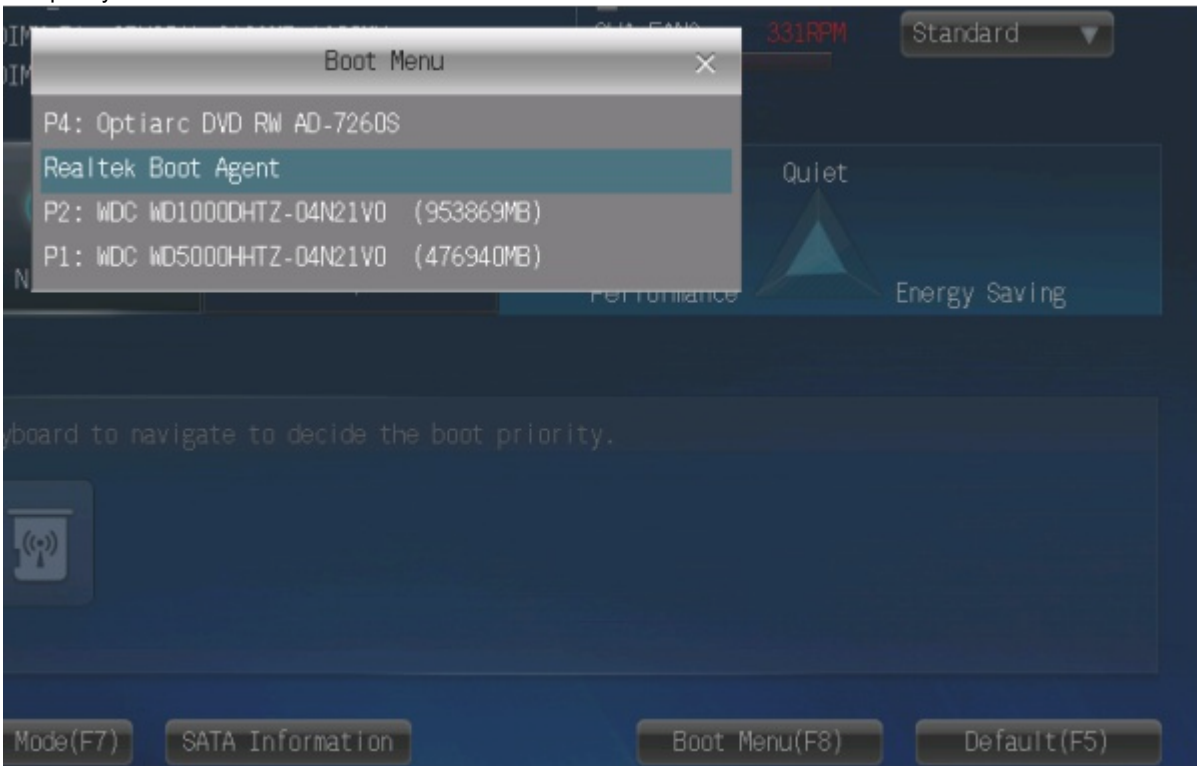 331RPM
Standard
Boot Menu
P4: Optiarc DVD RW AD-7260S
Realtek Boot Agent
P2: WDC WD1000DHTZ-04N21V0 (953869MB)
P1: WDC WD5000HHTZ-04N21V0 (476940MB)
Quiet
Performance
Energy Saving
yboard to navigate to decide the boot priority.
Mode(F7)
SATA Information
Boot Menu(F8)
Default(F5)